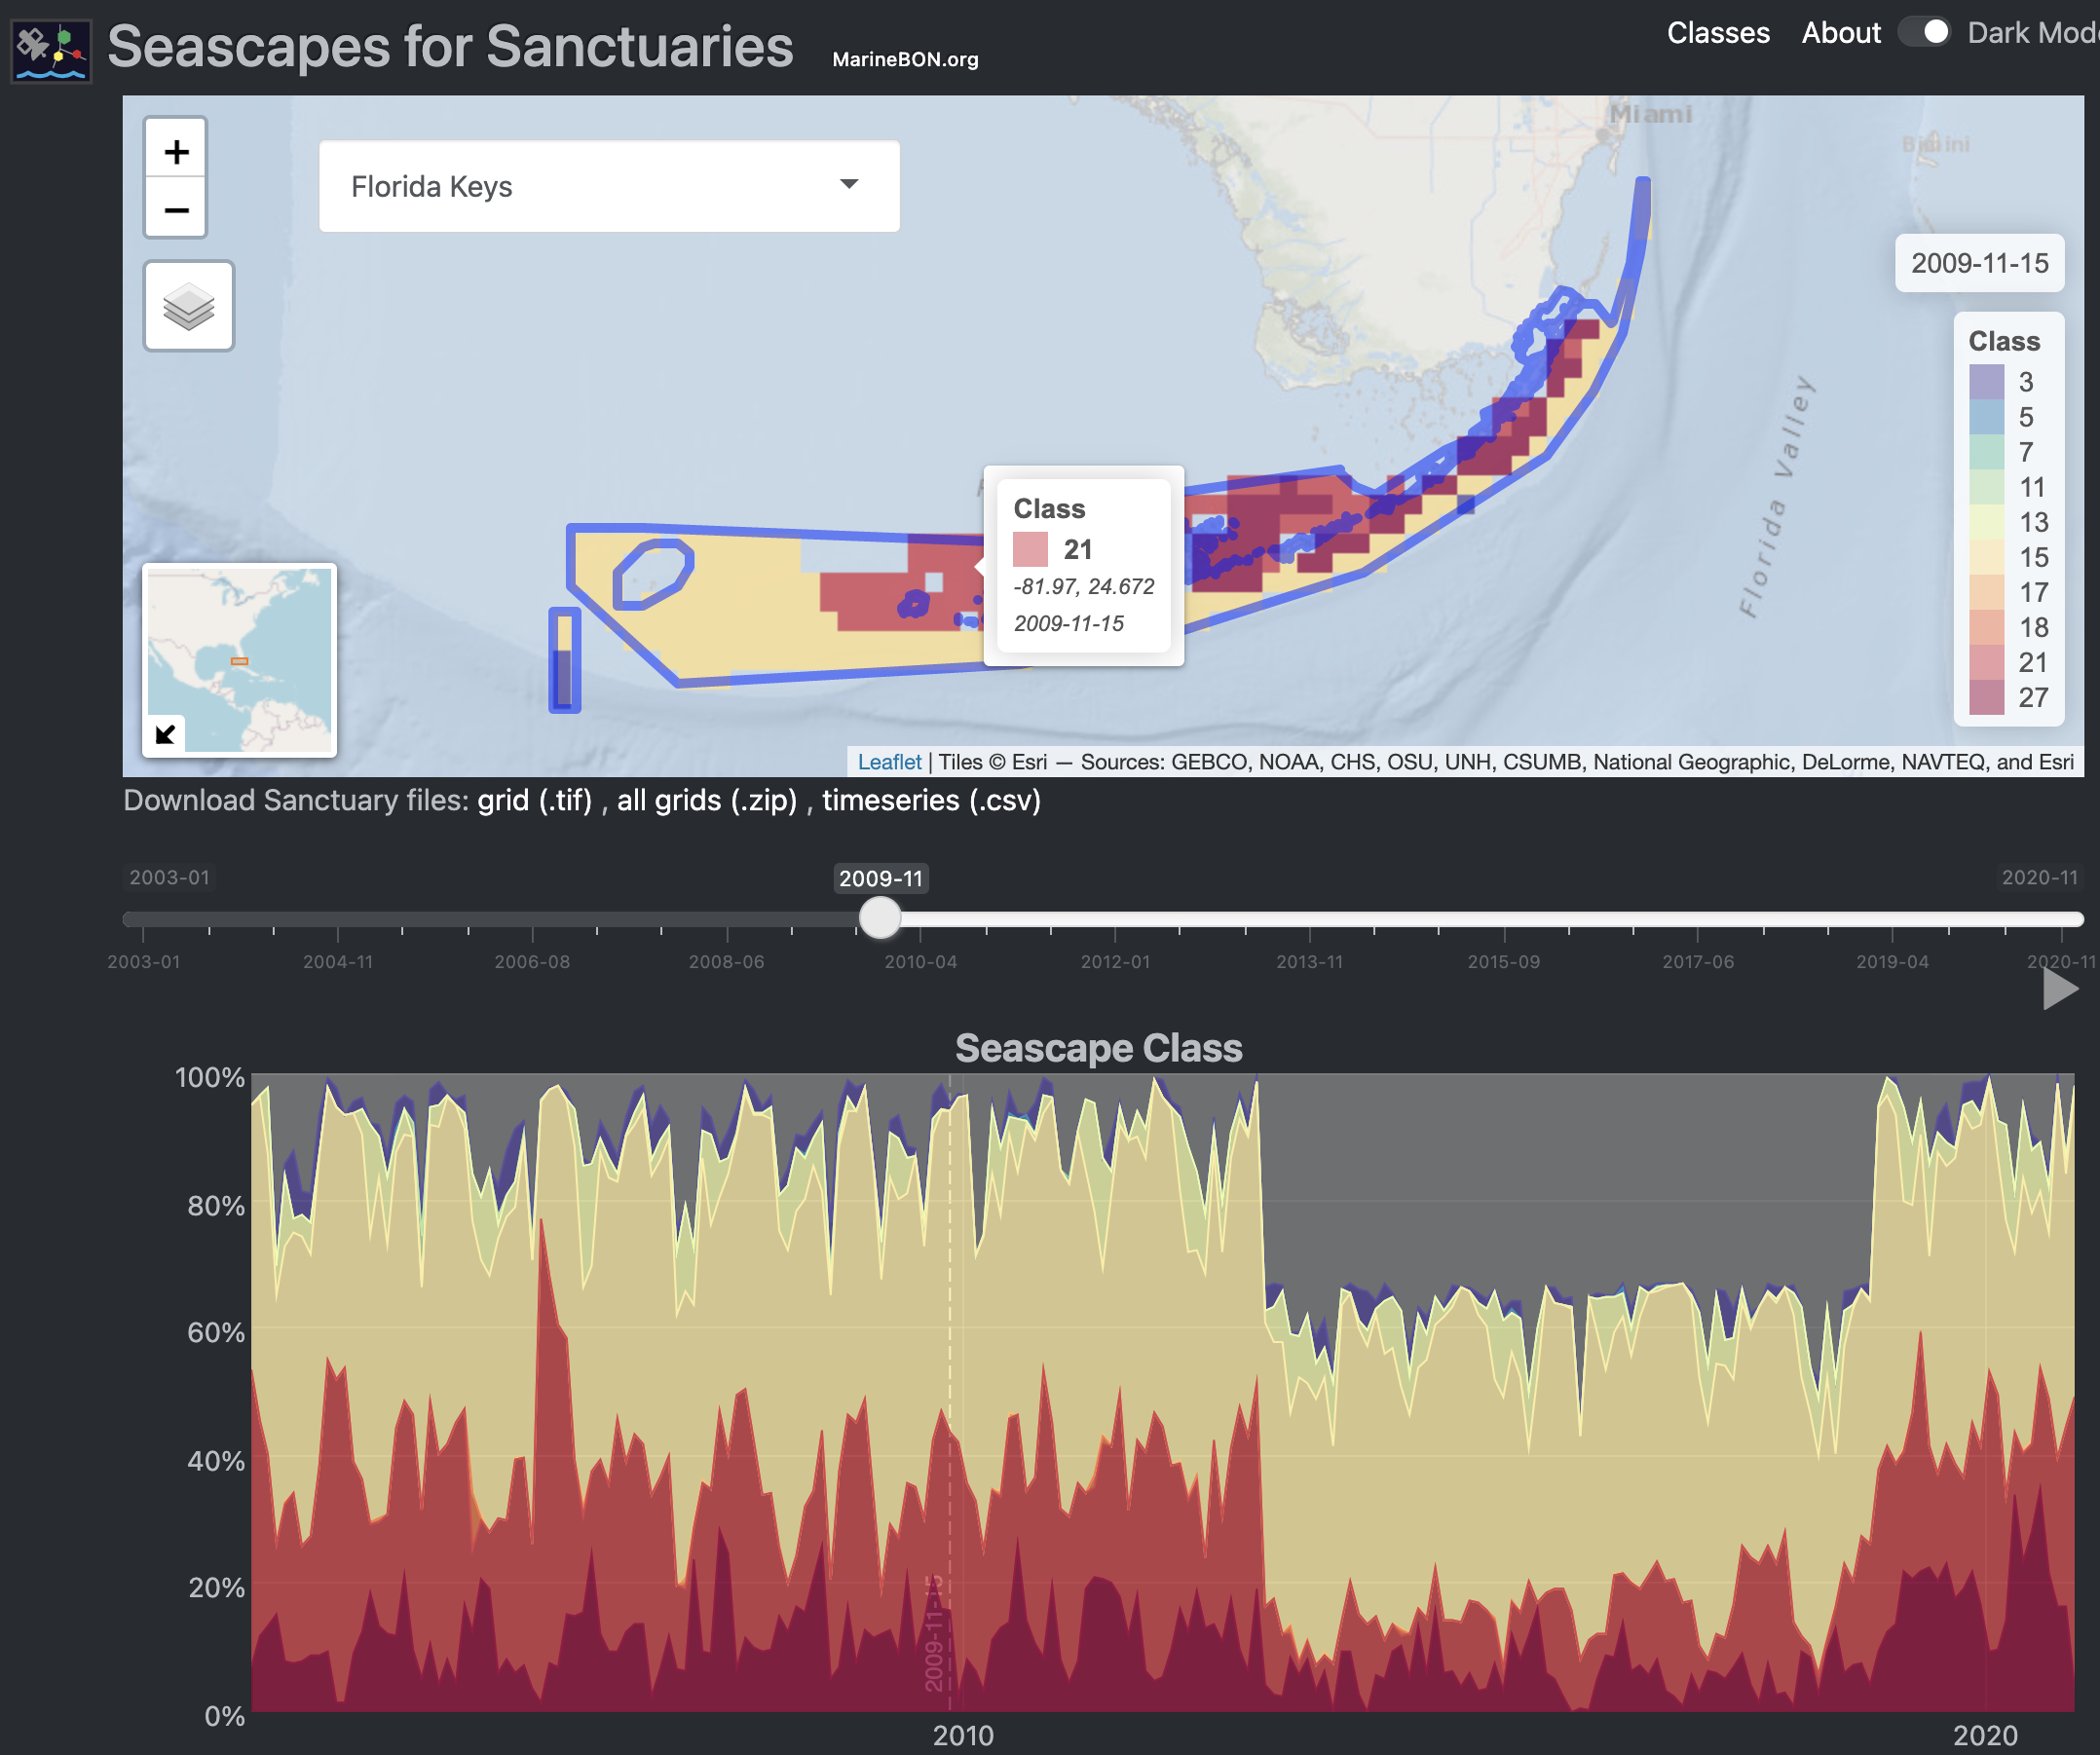 Seascapes for Sanctuaries
MarineBON.org
Classes
About
Dark Mod
+
−
Florida Keys
Miami
Bimini
2009-11-15
Class
3
5
7
11
13
15
17
18
21
27
Florida Valley
Class
21
-81.97, 24.672
2009-11-15
Leaflet | Tiles © Esri — Sources: GEBCO, NOAA, CHS, OSU, UNH, CSUMB, National Geographic, DeLorme, NAVTEQ, and Esri
Download Sanctuary files: grid (.tif) , all grids (.zip) , timeseries (.csv)
2003-01
2009-11
2020-11
2003-01 2004-11 2006-08 2008-06 2010-04 2012-01 2013-11 2015-09 2017-06 2019-04 2020-11
Seascape Class
100%
80%
60%
40%
20%
0%
2009-11-15
2010
2020